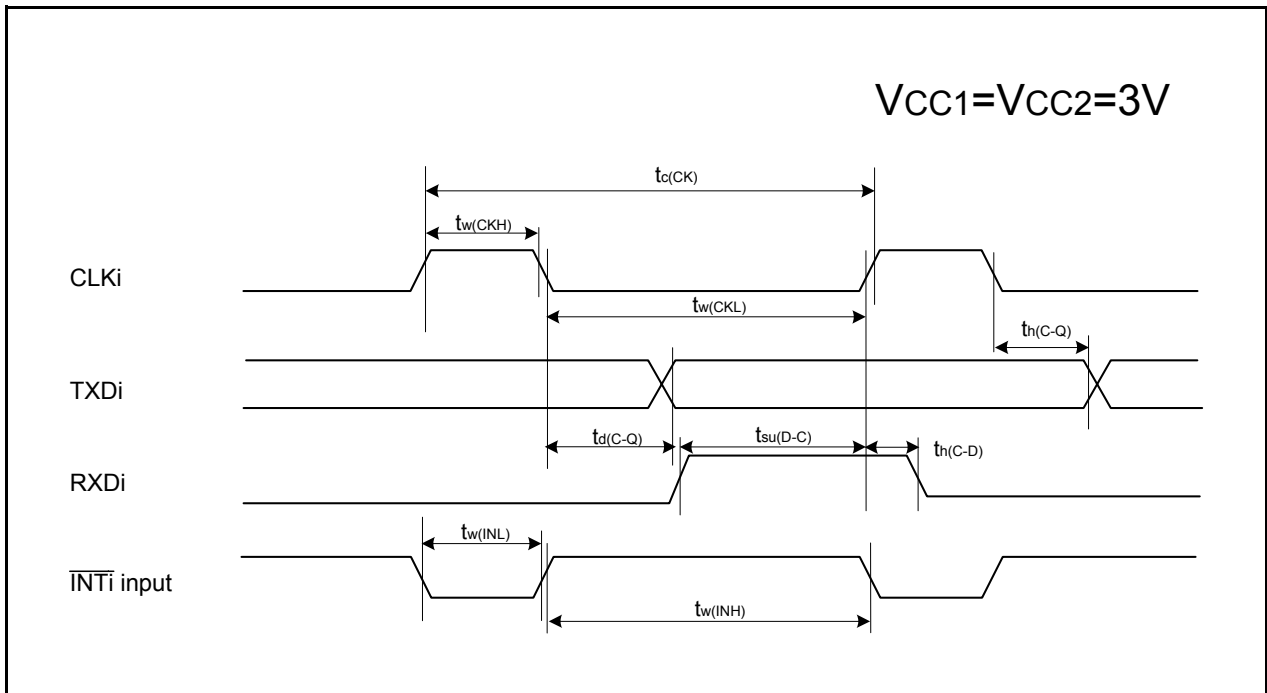 VCC1=VCC2=3V
tc(CK)
tw(CKH)
CLKi
tw(CKL)
th(C-Q)
TXDi
td(C-Q)
tsu(D-C)
th(C-D)
RXDi
tw(INL)
I̅N̅T̅i̅ input
tw(INH)